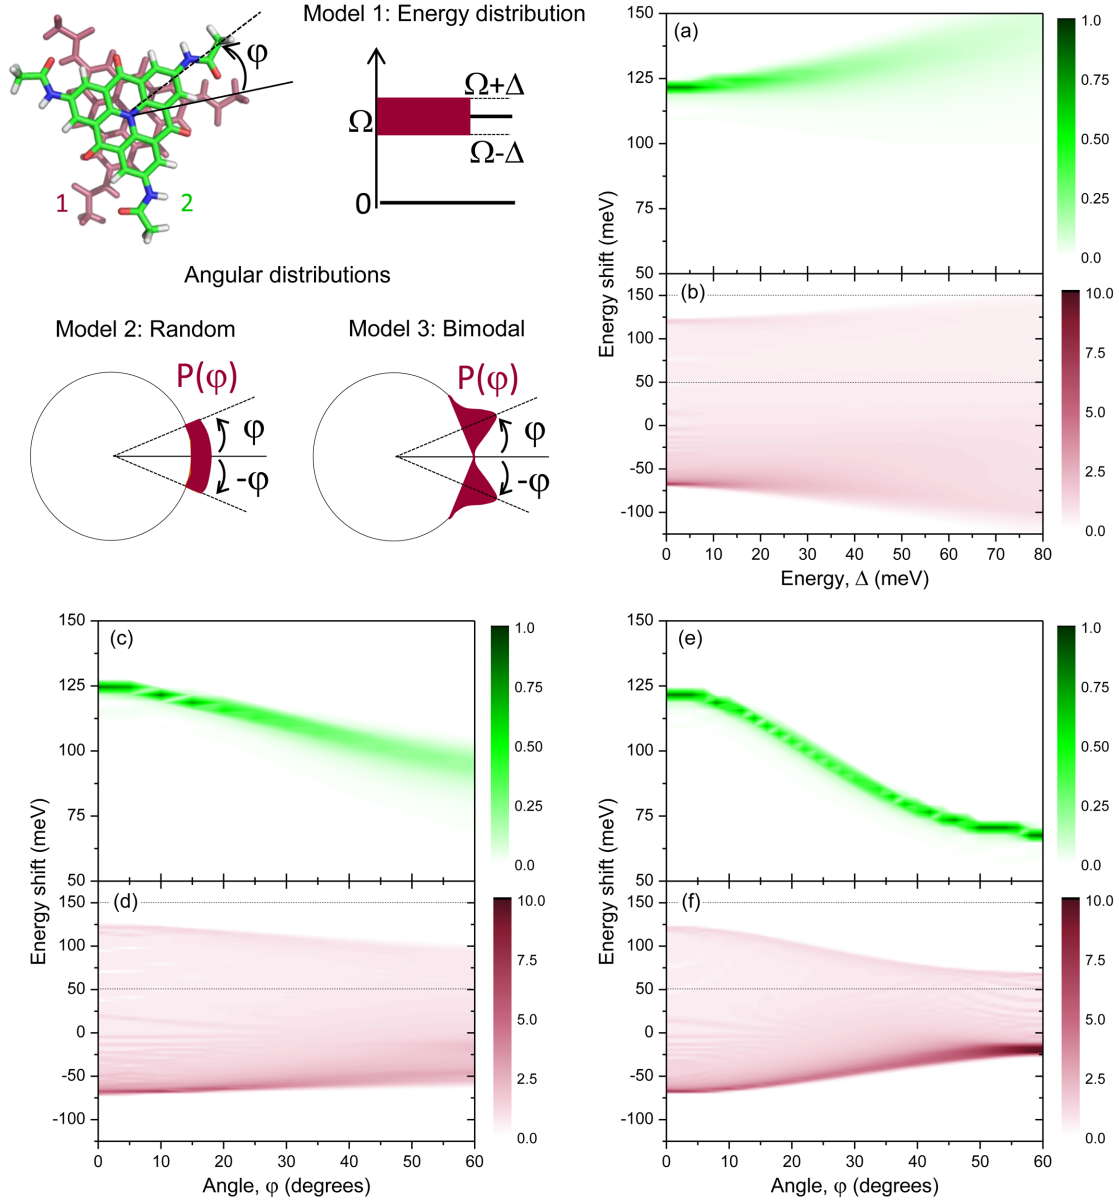 Model 1: Energy distribution
φ
1
2
Ω
0
Ω+Δ
Ω-Δ
Angular distributions
Model 2: Random
P(φ)
φ
-φ
Model 3: Bimodal
P(φ)
φ
-φ
(a)
150
125
100
75
50
1.0
0.75
0.50
0.25
0.0
Energy shift (meV)
(b)
150
100
50
0
-50
-100
10.0
7.5
5.0
2.5
0.0
0 10 20 30 40 50 60 70 80
Energy, Δ (meV)
(c)
150
125
100
75
50
1.0
0.75
0.50
0.25
0.0
Energy shift (meV)
(d)
150
100
50
0
-50
-100
10.0
7.5
5.0
2.5
0.0
0 10 20 30 40 50 60
Angle, φ (degrees)
(e)
150
125
100
75
50
1.0
0.75
0.50
0.25
0.0
Energy shift (meV)
(f)
150
100
50
0
-50
-100
10.0
7.5
5.0
2.5
0.0
0 10 20 30 40 50 60
Angle, φ (degrees)